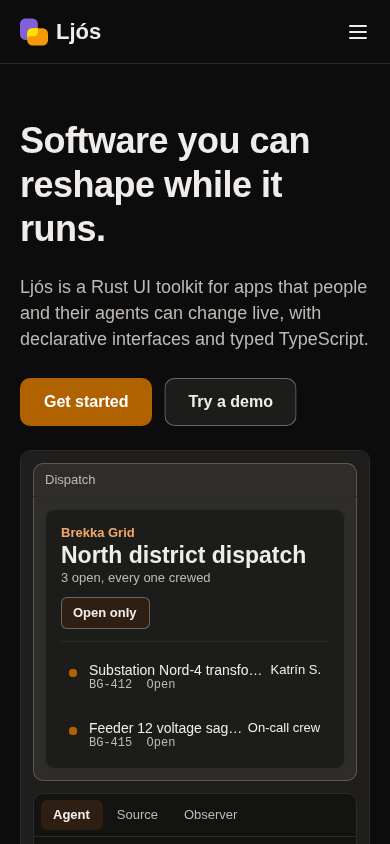 Ljós
Software you can
reshape while it
runs.
Ljós is a Rust UI toolkit for apps that people
and their agents can change live, with
declarative interfaces and typed TypeScript.
Get started
Try a demo
Dispatch
Brekka Grid
North district dispatch
3 open, every one crewed
Open only
Substation Nord-4 transfo… Katrín S.
BG-412 Open
Feeder 12 voltage sag… On-call crew
BG-415 Open
Agent Source Observer